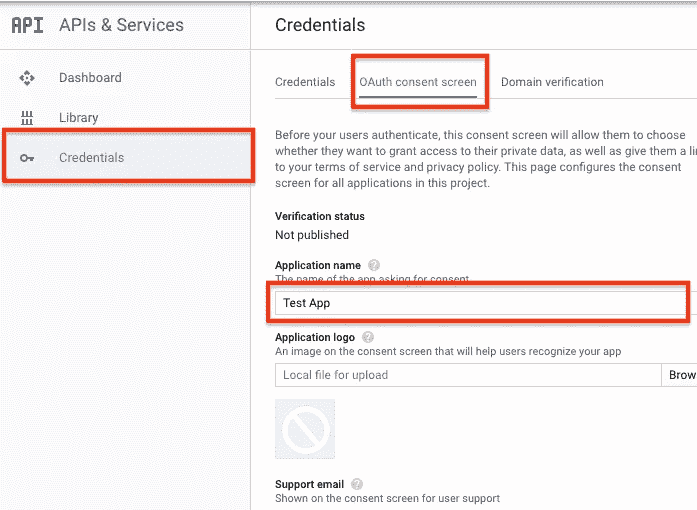 API APIs & Services
Credentials
Dashboard
Library
Credentials
Credentials OAuth consent screen Domain verification
Before your users authenticate, this consent screen will allow them to choose
whether they want to grant access to their private data, as well as give them a li
to your terms of service and privacy policy. This page configures the consent
screen for all applications in this project.
Verification status
Not published
Application name ?
The name of the app asking for consent
Test App
Application logo ?
An image on the consent screen that will help users recognize your app
Local file for upload
Brow
Support email ?
Shown on the consent screen for user support